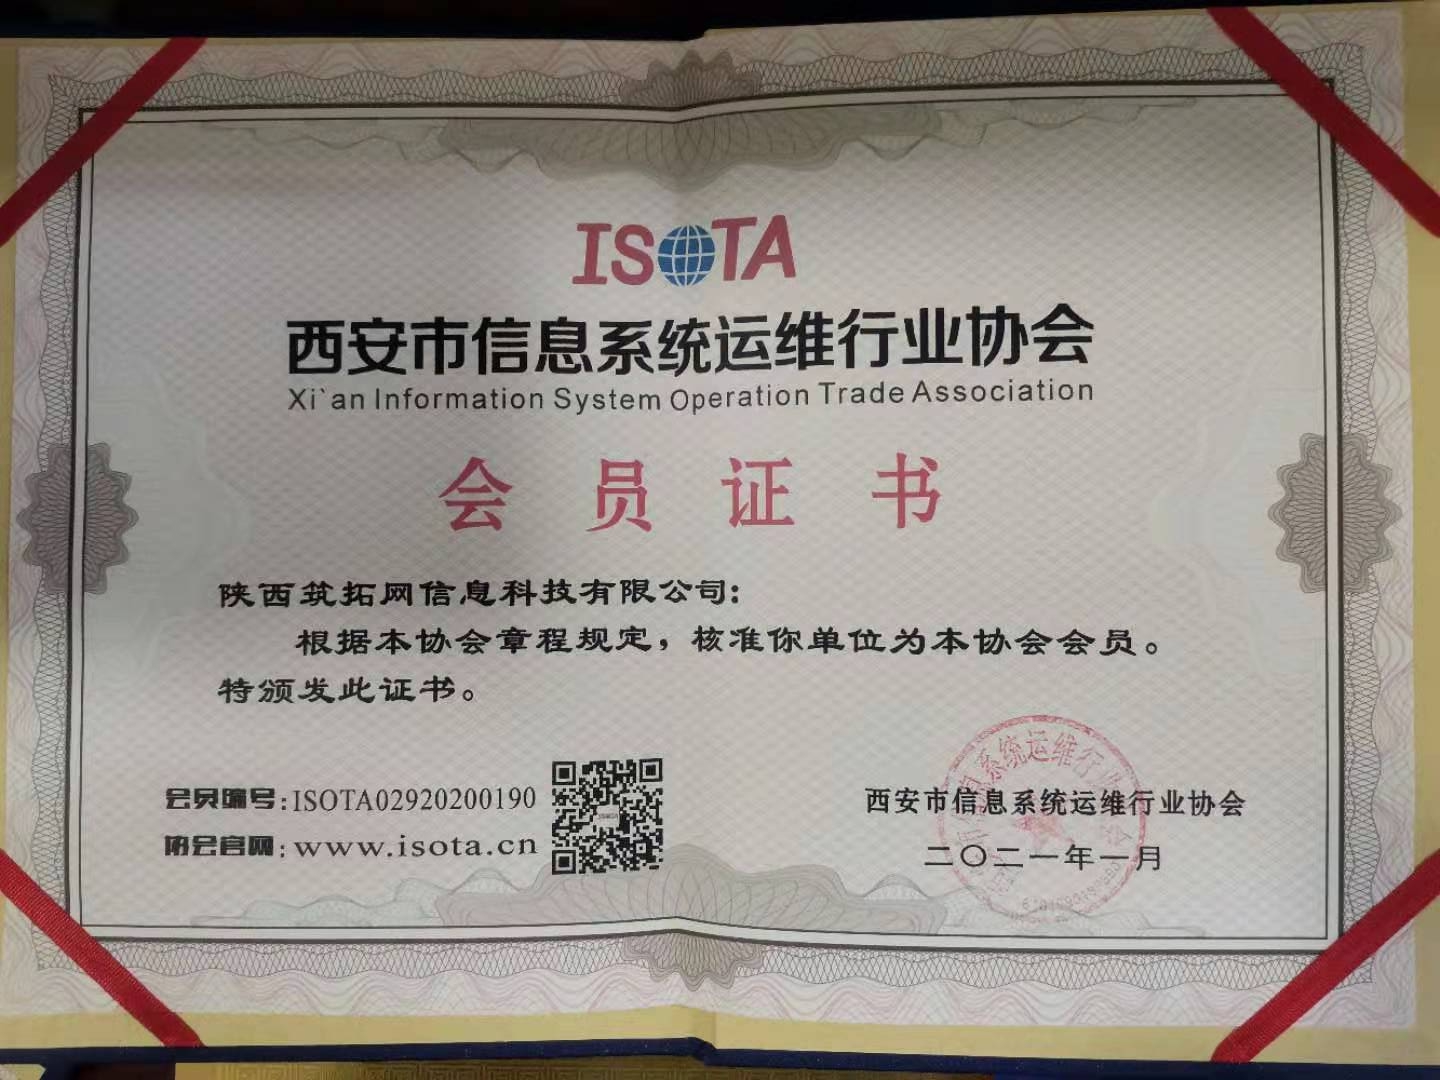 ISOTA
西安市信息系统运维行业协会
Xi`an Information System Operation Trade Association
会员证书
陕西筑拓网信息科技有限公司:
根据本协会章程规定，核准你单位为本协会会员。
特颁发此证书。
会员编号:ISOTA02920200190
协会官网:www.isota.cn
西安市信息系统运维行业协会
二〇二一年一月